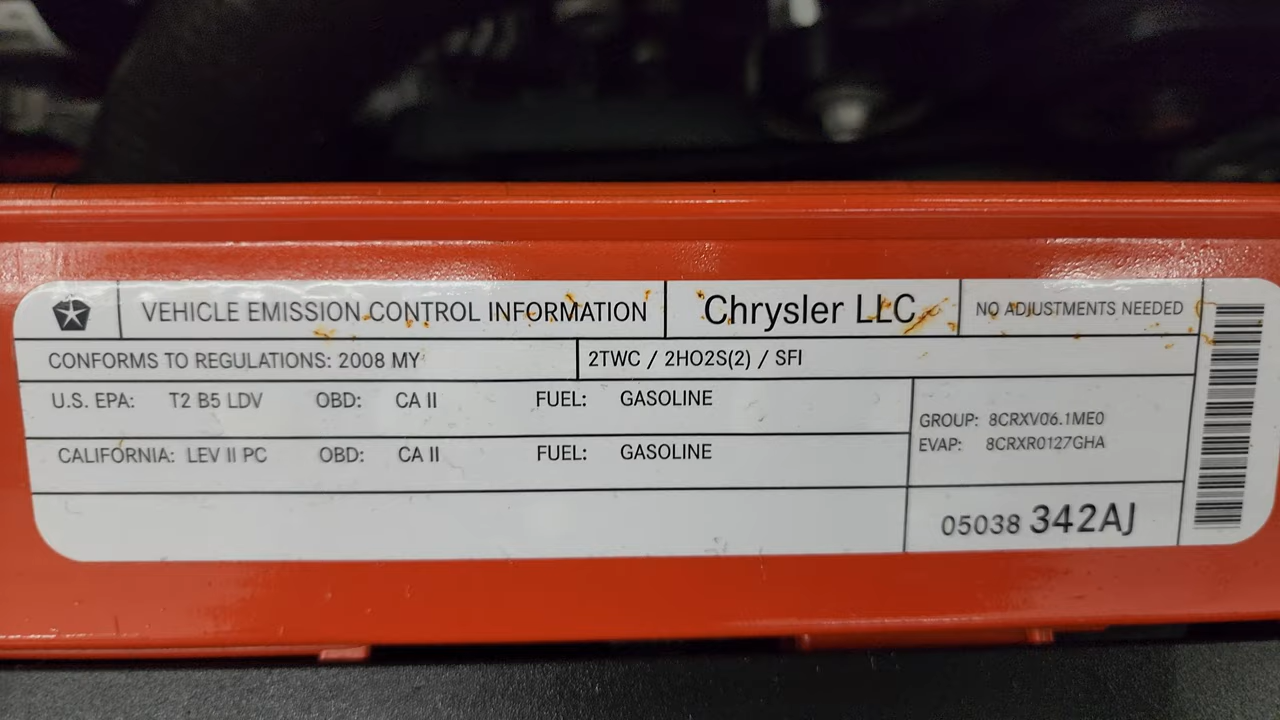 VEHICLE EMISSION CONTROL INFORMATION Chrysler LLC NO ADJUSTMENTS NEEDED
CONFORMS TO REGULATIONS: 2008 MY 2TWC / 2HO2S(2) / SFI
U.S. EPA: T2 B5 LDV OBD: CA II FUEL: GASOLINE
GROUP: 8CRXV06.1ME0
EVAP: 8CRXR0127GHA
CALIFORNIA: LEV II PC OBD: CA II FUEL: GASOLINE
05038 342AJ